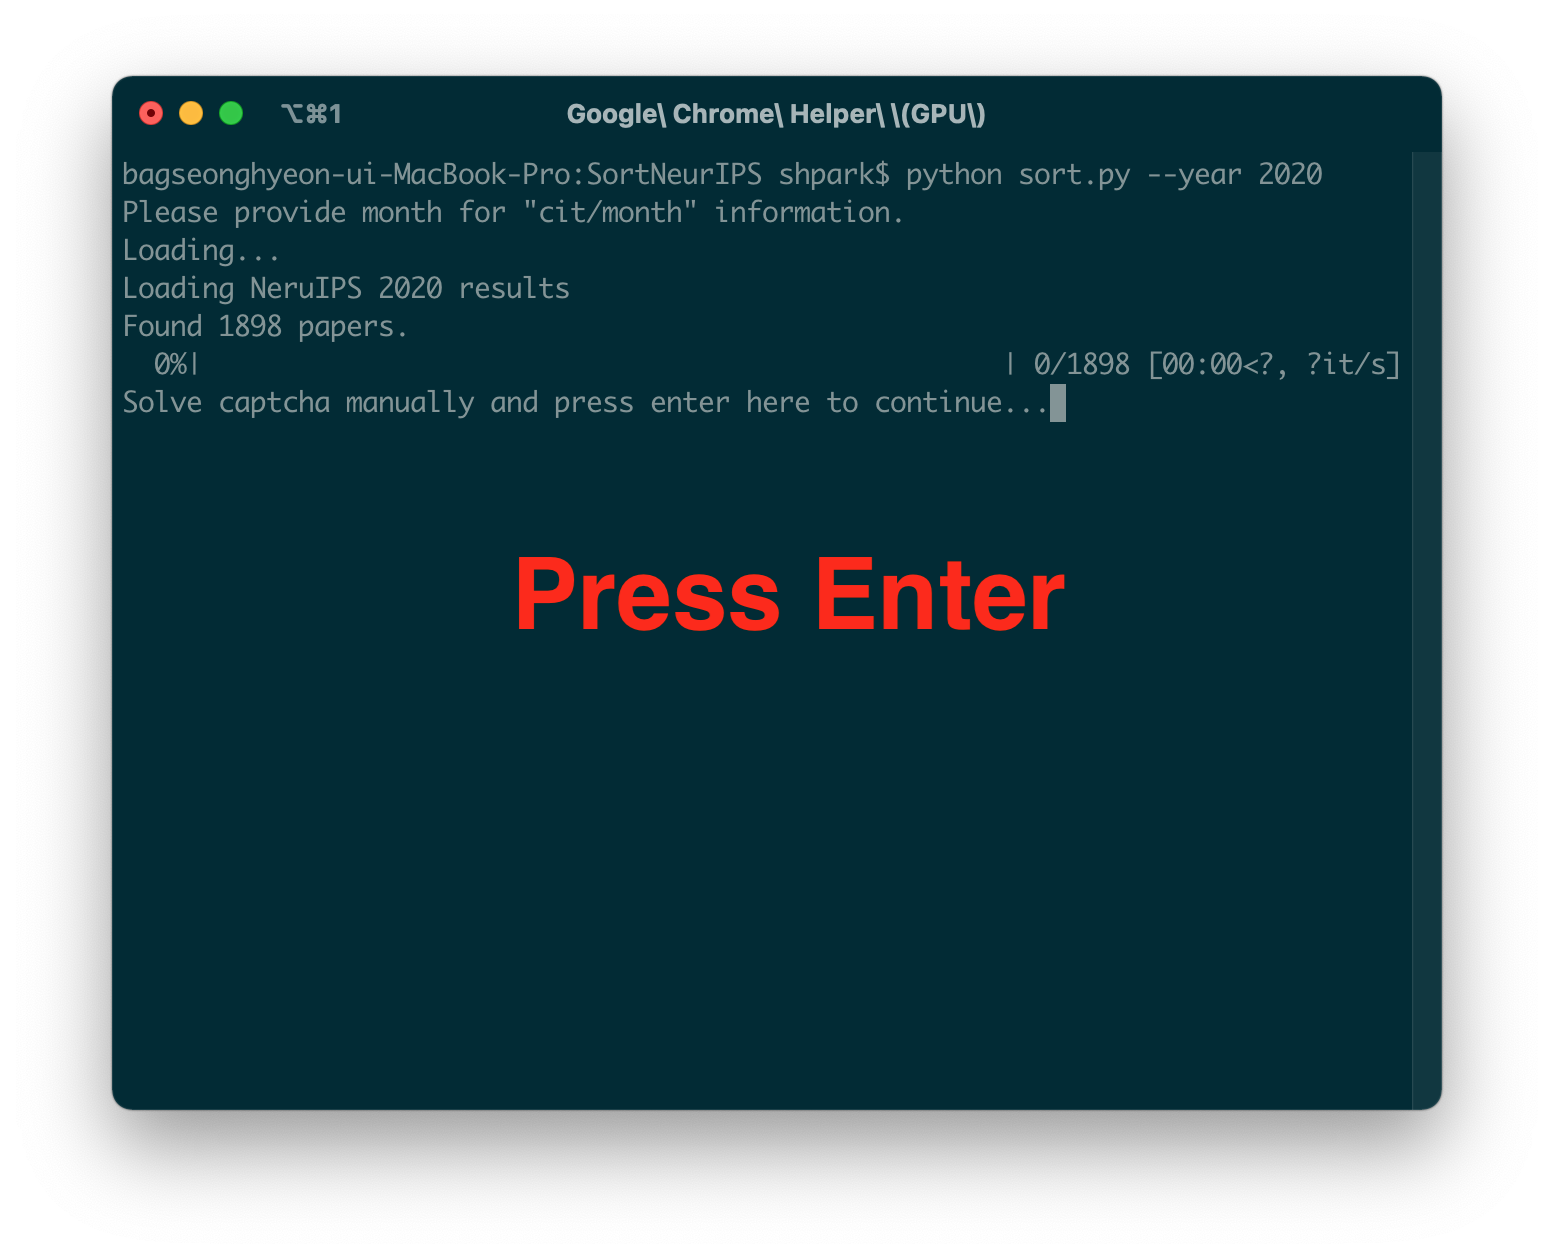 ⌥⌘1 Google\ Chrome\ Helper\ \(GPU\)
bagseonghyeon-ui-MacBook-Pro:SortNeurIPS shpark$ python sort.py --year 2020
Please provide month for "cit/month" information.
Loading...
Loading NeruIPS 2020 results
Found 1898 papers.
  0%|                                                   | 0/1898 [00:00<?, ?it/s]
Solve captcha manually and press enter here to continue...
Press Enter